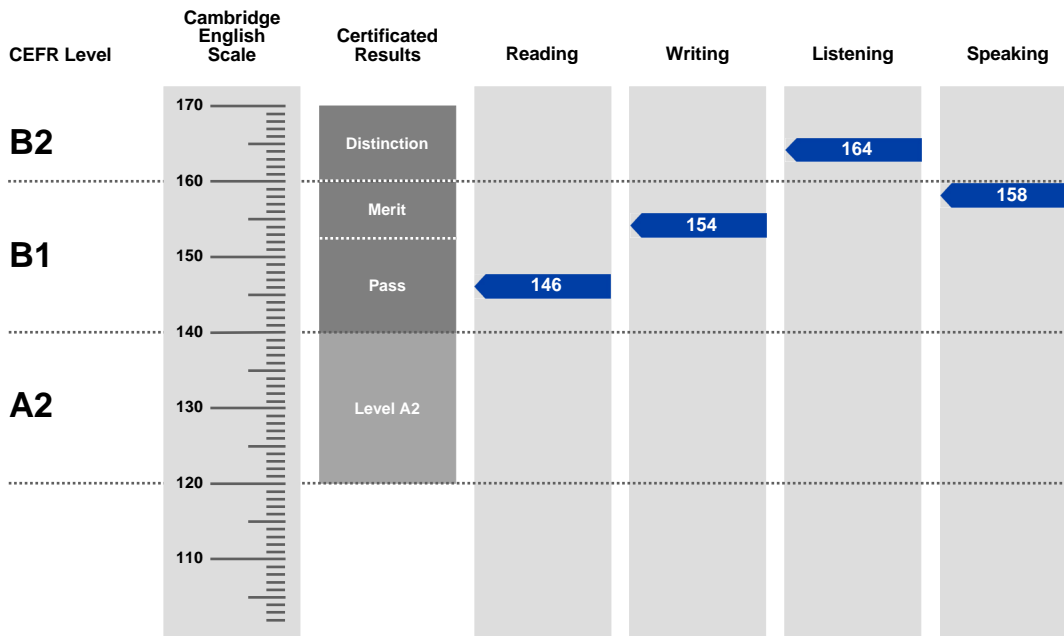 CEFR Level
Cambridge
English
Scale
Certificated
Results
Reading
Writing
Listening
Speaking
170
B2
Distinction
164
160
158
Merit
154
B1
150
Pass
146
140
A2
130
Level A2
120
110